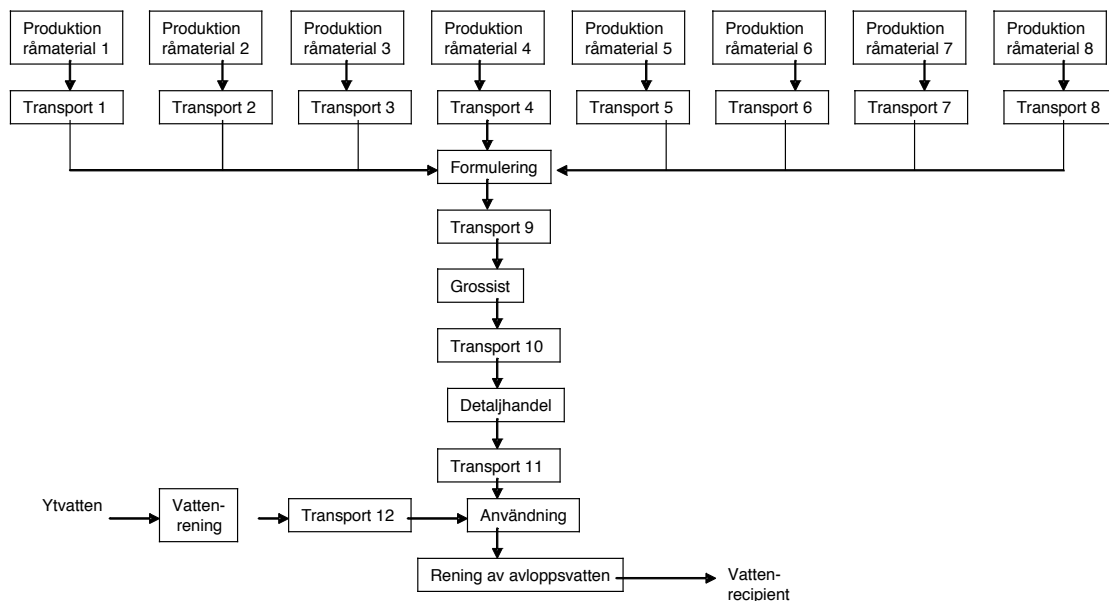 Produktion
råmaterial 1
Produktion
råmaterial 2
Produktion
råmaterial 3
Produktion
råmaterial 4
Produktion
råmaterial 5
Produktion
råmaterial 6
Produktion
råmaterial 7
Produktion
råmaterial 8
Transport 1
Transport 2
Transport 3
Transport 4
Transport 5
Transport 6
Transport 7
Transport 8
Formulering
Transport 9
Grossist
Transport 10
Detaljhandel
Transport 11
Ytvatten
Vatten-
rening
Transport 12
Användning
Rening av avloppsvatten
Vatten-
recipient